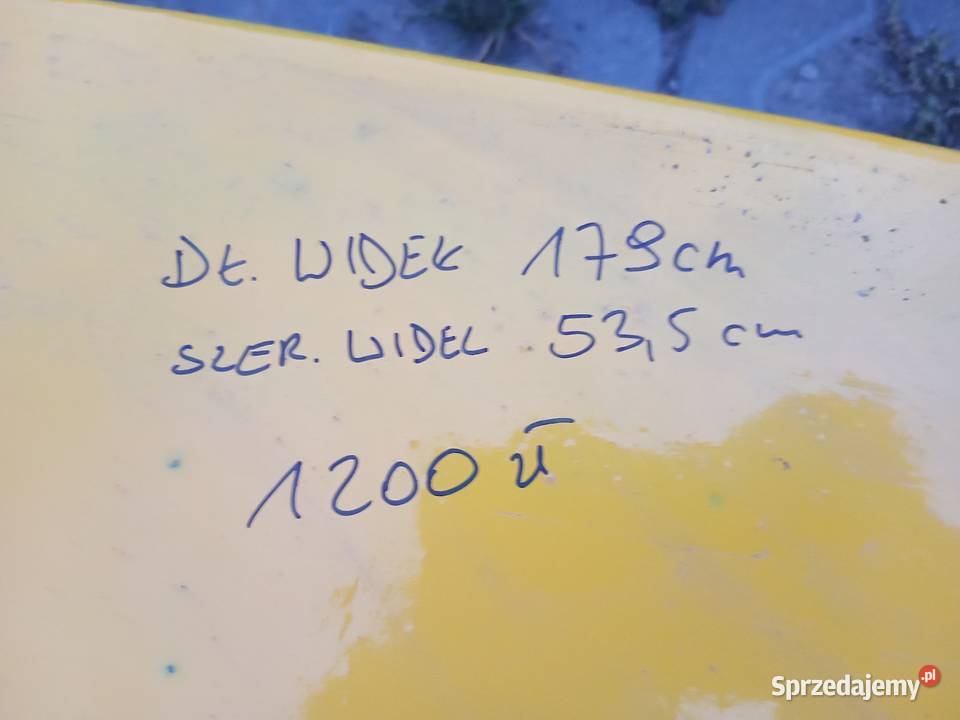 DŁ. WIDEŁ 179cm
SZER. WIDEŁ 53,5 cm
1200 zł
Sprzedajemy.pl